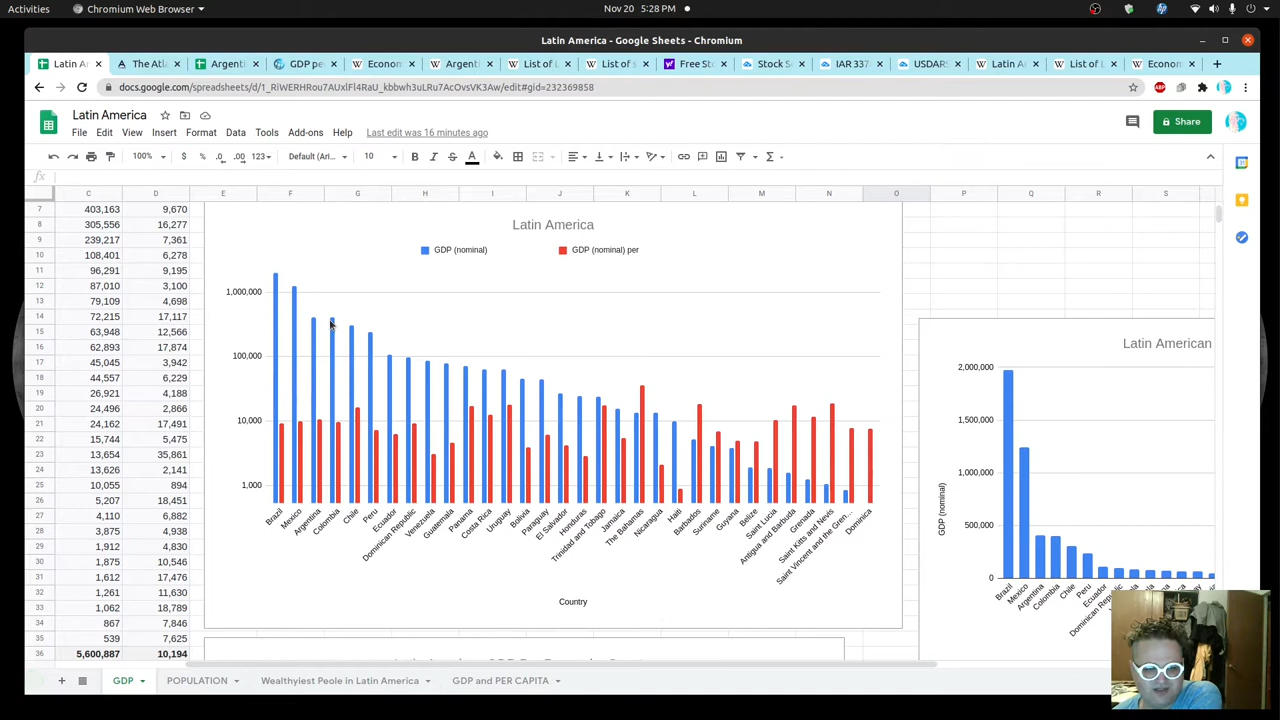 Activities Chromium Web Browser Nov 20 5:28 PM
Latin America - Google Sheets - Chromium
Latin Ar The Atl Argenti GDP pe Econom Argenti List of L List of s Free Sto Stock Sc IAR 337 USDARS Latin A List of L Econom
docs.google.com/spreadsheets/d/1_RiWERHRou7AUxlFl4RaU_kbbwh3uLRu7AcOvsVK3Aw/edit#gid=232369858
Latin America
File Edit View Insert Format Data Tools Add-ons Help Last edit was 16 minutes ago
Share
100% $ % .0 .00 123 Default (Ari... 10 B I S A
fx
C D E F G H I J K L M N O P Q R S
7 403,163 9,670
8 305,556 16,277
9 239,217 7,361
10 108,401 6,278
11 96,291 9,195
12 87,010 3,100
13 79,109 4,698
14 72,215 17,117
15 63,948 12,566
16 62,893 17,874
17 45,045 3,942
18 44,557 6,229
19 26,921 4,188
20 24,496 2,866
21 24,162 17,491
22 15,744 5,475
23 13,654 35,861
24 13,626 2,141
25 10,055 894
26 5,207 18,451
27 4,110 6,882
28 3,875 4,938
29 1,912 4,830
30 1,875 10,546
31 1,612 17,476
32 1,261 11,630
33 1,062 18,789
34 867 7,846
35 539 7,625
36 5,600,887 10,194
Latin America
GDP (nominal) GDP (nominal) per
1,000,000
100,000
10,000
1,000
Brazil Mexico Argentina Colombia Chile Peru Ecuador Dominican Republic Venezuela Guatemala Panama Costa Rica Uruguay Bolivia Paraguay El Salvador Honduras Trinidad and Tobago Jamaica The Bahamas Nicaragua Haiti Barbados Suriname Guyana Belize Saint Lucia Antigua and Barbuda Grenada Saint Kitts and Nevis Saint Vincent and the Gren... Dominica
Country
Latin American
GDP (nominal)
2,000,000
1,500,000
1,000,000
500,000
0
Brazil Mexico Argentina Colombia Chile Peru Ecuador
GDP POPULATION Wealthyiest Peole in Latin America GDP and PER CAPITA